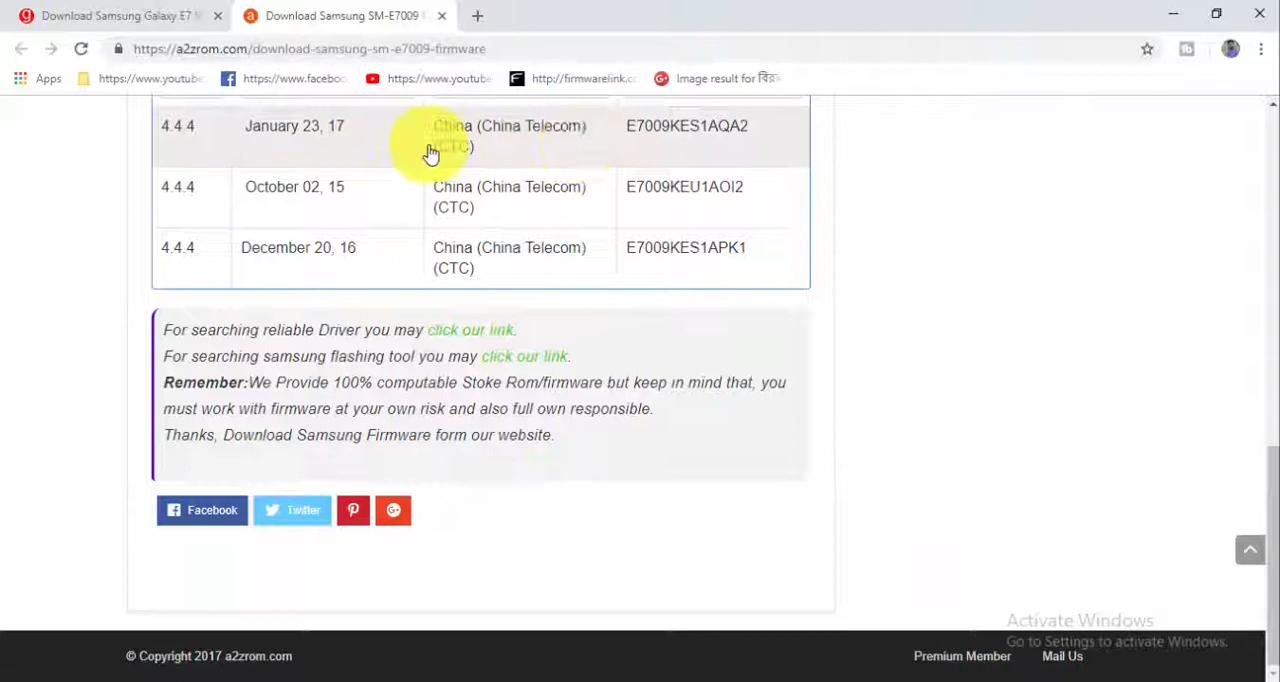 Download Samsung Galaxy E7
Download Samsung SM-E7009
https://a2zrom.com/download-samsung-sm-e7009-firmware
Apps https://www.youtube https://www.faceboo https://www.youtube http://firmwarelink.c Image result for বির
4.4.4 January 23, 17 China (China Telecom) E7009KES1AQA2
(CTC)
4.4.4 October 02, 15 China (China Telecom) E7009KEU1AOI2
(CTC)
4.4.4 December 20, 16 China (China Telecom) E7009KES1APK1
(CTC)
For searching reliable Driver you may click our link.
For searching samsung flashing tool you may click our link.
Remember:We Provide 100% computable Stoke Rom/firmware but keep in mind that, you
must work with firmware at your own risk and also full own responsible.
Thanks, Download Samsung Firmware form our website.
Facebook Twitter
Activate Windows
Go to Settings to activate Windows.
© Copyright 2017 a2zrom.com Premium Member Mail Us